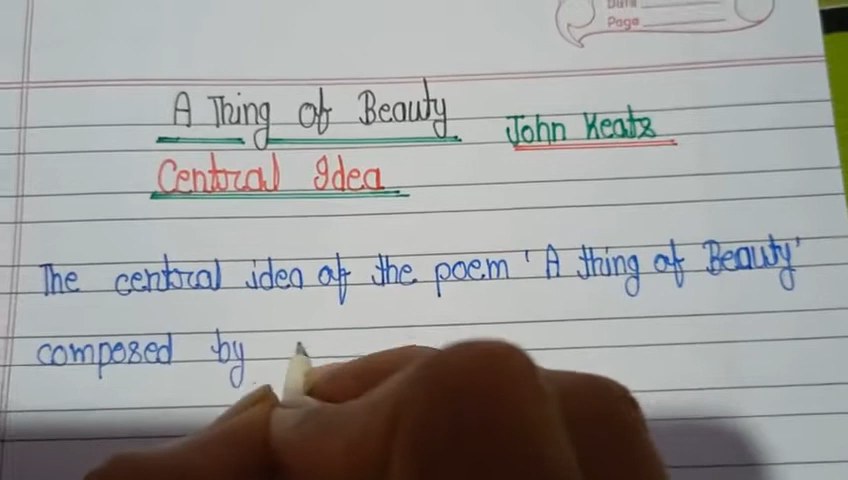 Date
Page
A Thing of Beauty
John Keats
Central Idea
The central idea of the poem 'A thing of Beauty'
composed by